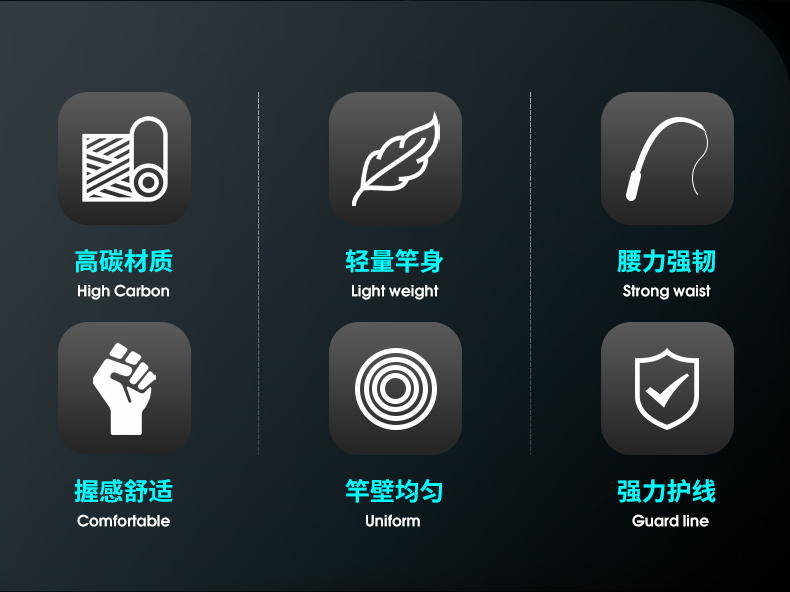 高碳材质
High Carbon
轻量竿身
Light weight
腰力强韧
Strong waist
握感舒适
Comfortable
竿壁均匀
Uniform
强力护线
Guard line